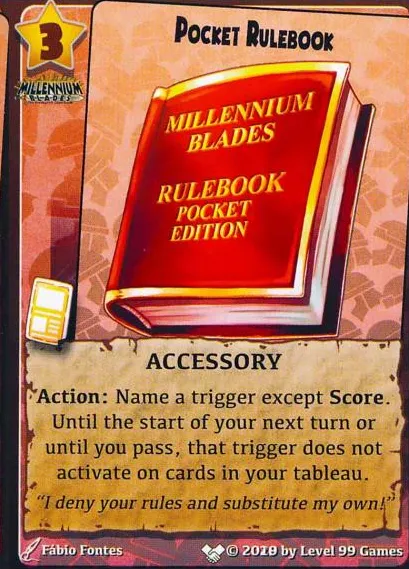 3
POCKET RULEBOOK
MILLENNIUM
BLADES
MILLENNIUM
BLADES
RULEBOOK
POCKET
EDITION
ACCESSORY
Action: Name a trigger except Score.
Until the start of your next turn or
until you pass, that trigger does not
activate on cards in your tableau.
"I deny your rules and substitute my own!"
Fábio Fontes
© 2019 by Level 99 Games